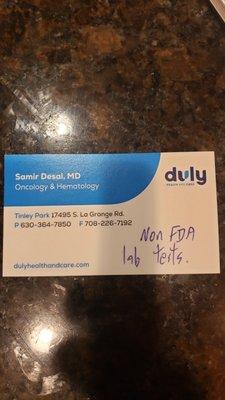 Samir Desai, MD
Oncology & Hematology
duly
HEALTH AND CARE
Tinley Park 17495 S. La Grange Rd.
P 630-364-7850 F 708-226-7192
Non FDA
lab tests.
dulyhealthandcare.com